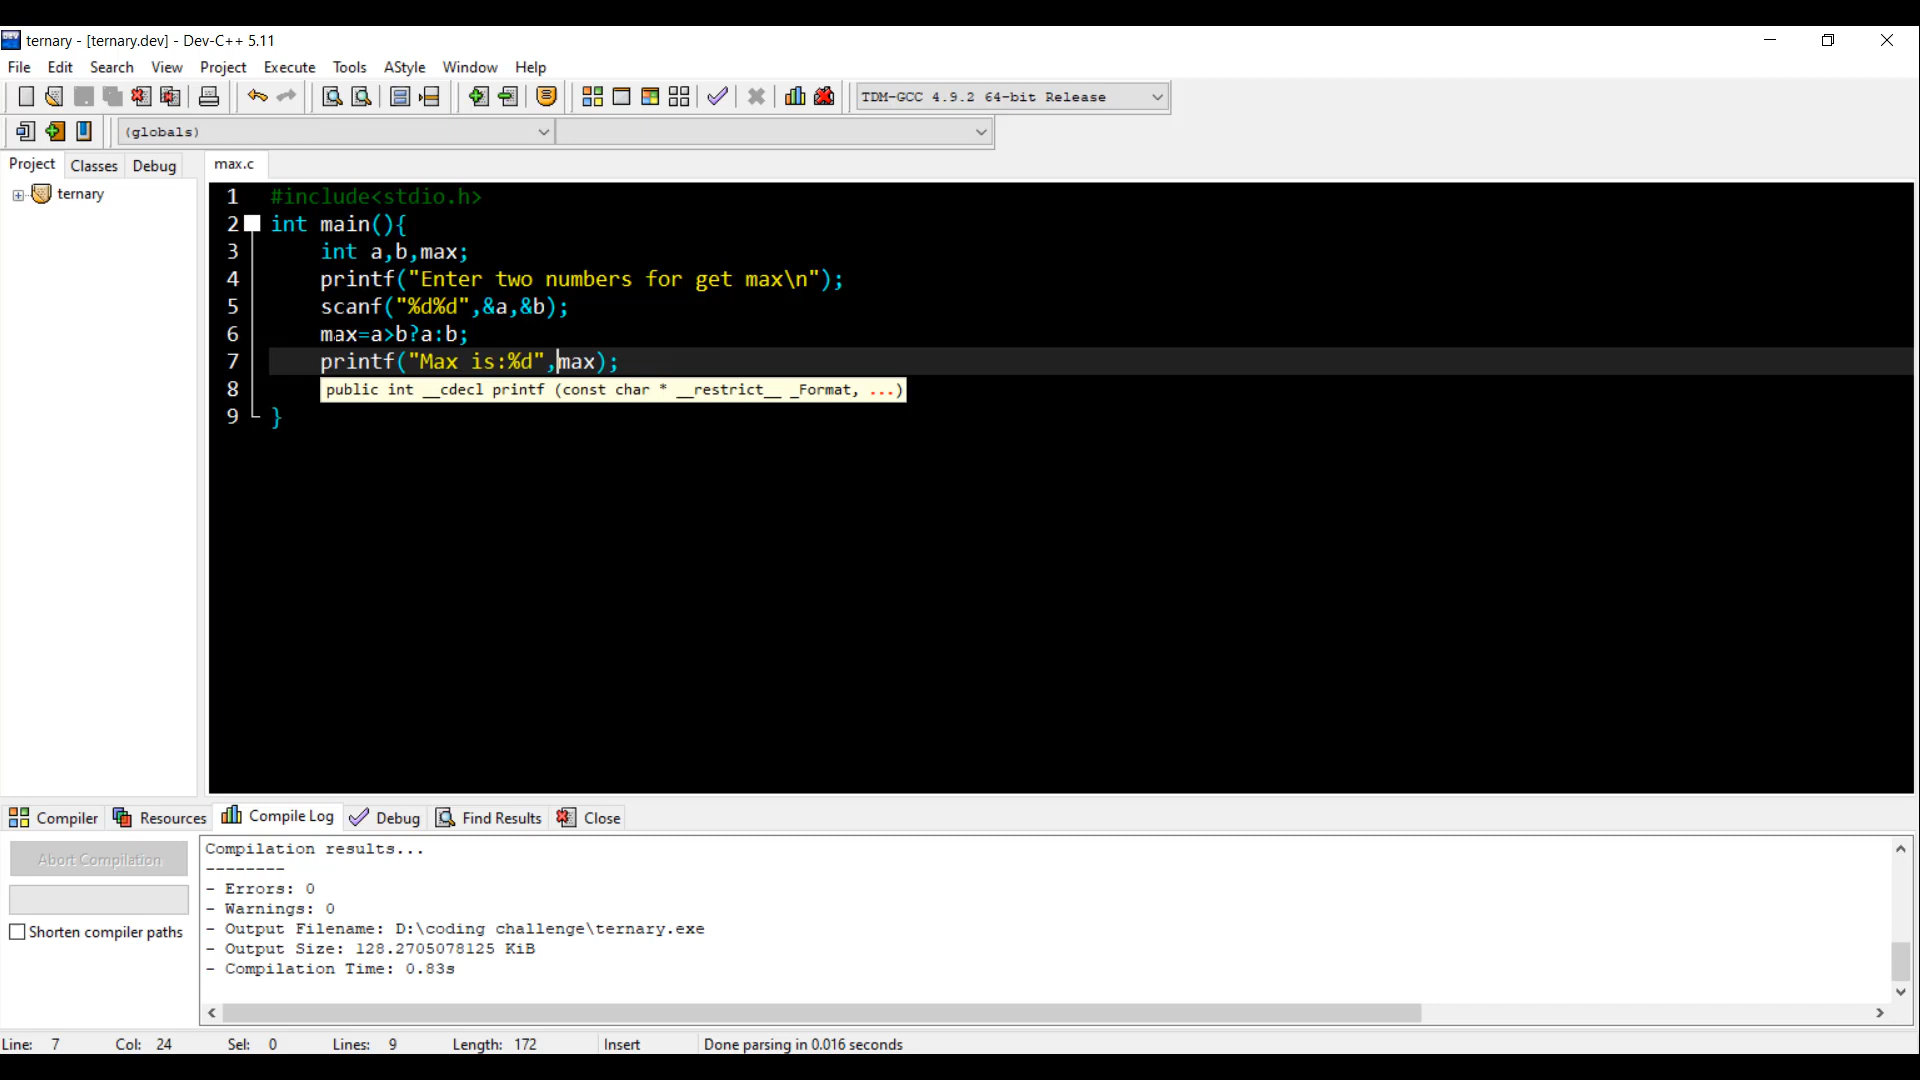 ternary - [ternary.dev] - Dev-C++ 5.11
File Edit Search View Project Execute Tools AStyle Window Help
TDM-GCC 4.9.2 64-bit Release
(globals)
Project Classes Debug max.c
ternary
1 #include<stdio.h>
2 int main(){
3 int a,b,max;
4 printf("Enter two numbers for get max\n");
5 scanf("%d%d",&a,&b);
6 max=a>b?a:b;
7 printf("Max is:%d",max);
8 public int __cdecl printf (const char * __restrict__ _Format, ...)
9 }
Compiler Resources Compile Log Debug Find Results Close
Abort Compilation
Shorten compiler paths
Compilation results...
--------
- Errors: 0
- Warnings: 0
- Output Filename: D:\coding challenge\ternary.exe
- Output Size: 128.2705078125 KiB
- Compilation Time: 0.83s
Line: 7 Col: 24 Sel: 0 Lines: 9 Length: 172 Insert Done parsing in 0.016 seconds